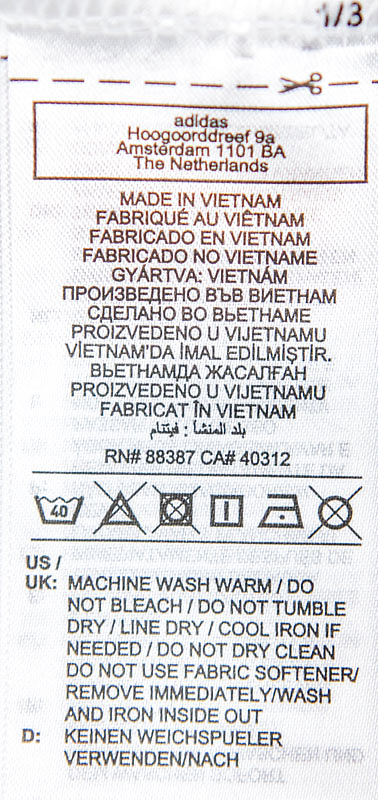 1/3
adidas
Hoogoorddreef 9a
Amsterdam 1101 BA
The Netherlands
MADE IN VIETNAM
FABRIQUÉ AU VIÊTNAM
FABRICADO EN VIETNAM
FABRICADO NO VIETNAME
GYÁRTVA: VIETNÁM
ПРОИЗВЕДЕНО ВЪВ ВИЕТНАМ
СДЕЛАНО ВО ВЬЕТНАМЕ
PROIZVEDENO U VIJETNAMU
VİETNAM'DA İMAL EDİLMİŞTİR.
ВЬЕТНАМДА ЖАСАЛҒАН
PROIZVEDENO U VIJETNAMU
FABRICAT ÎN VIETNAM
بلد المنشأ : فيتنام
RN# 88387 CA# 40312
40
US /
UK: MACHINE WASH WARM / DO
NOT BLEACH / DO NOT TUMBLE
DRY / LINE DRY / COOL IRON IF
NEEDED / DO NOT DRY CLEAN
DO NOT USE FABRIC SOFTENER/
REMOVE IMMEDIATELY/WASH
AND IRON INSIDE OUT
D: KEINEN WEICHSPUELER
VERWENDEN/NACH